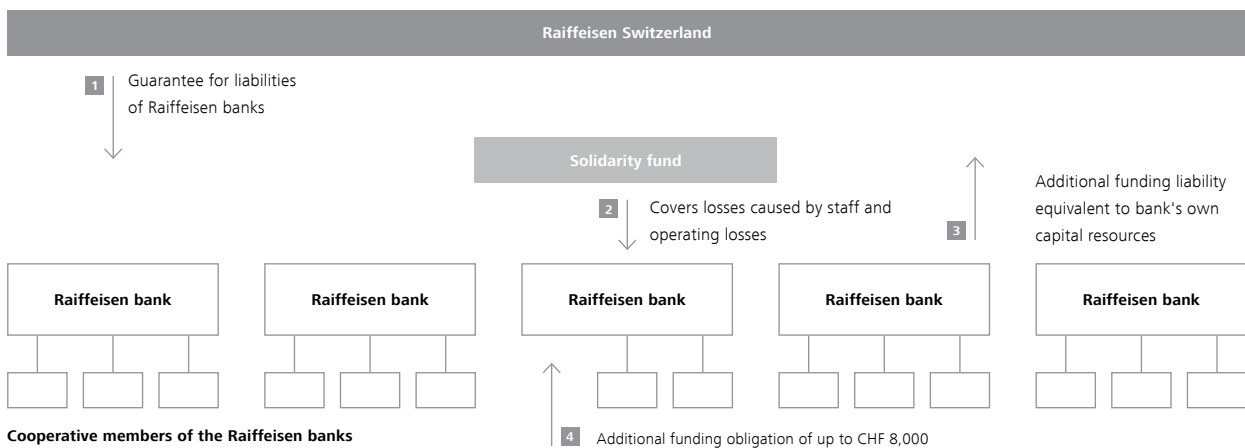 Raiffeisen Switzerland
1
Guarantee for liabilities
of Raiffeisen banks
Solidarity fund
2
Covers losses caused by staff and
operating losses
3
Additional funding liability
equivalent to bank's own
capital resources
Raiffeisen bank
Raiffeisen bank
Raiffeisen bank
Raiffeisen bank
Raiffeisen bank
Cooperative members of the Raiffeisen banks
4
Additional funding obligation of up to CHF 8,000